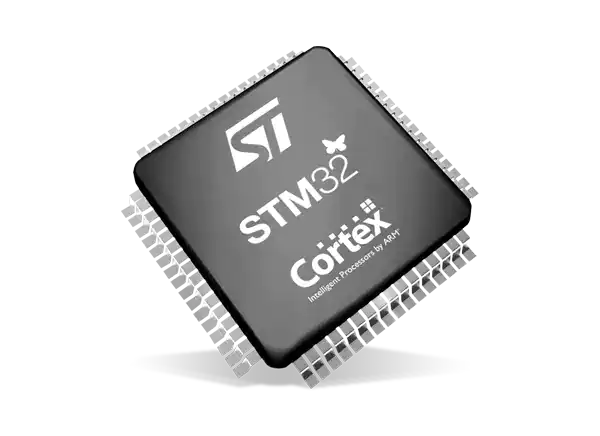 ST
STM32
Cortex
Intelligent Processors by ARM®